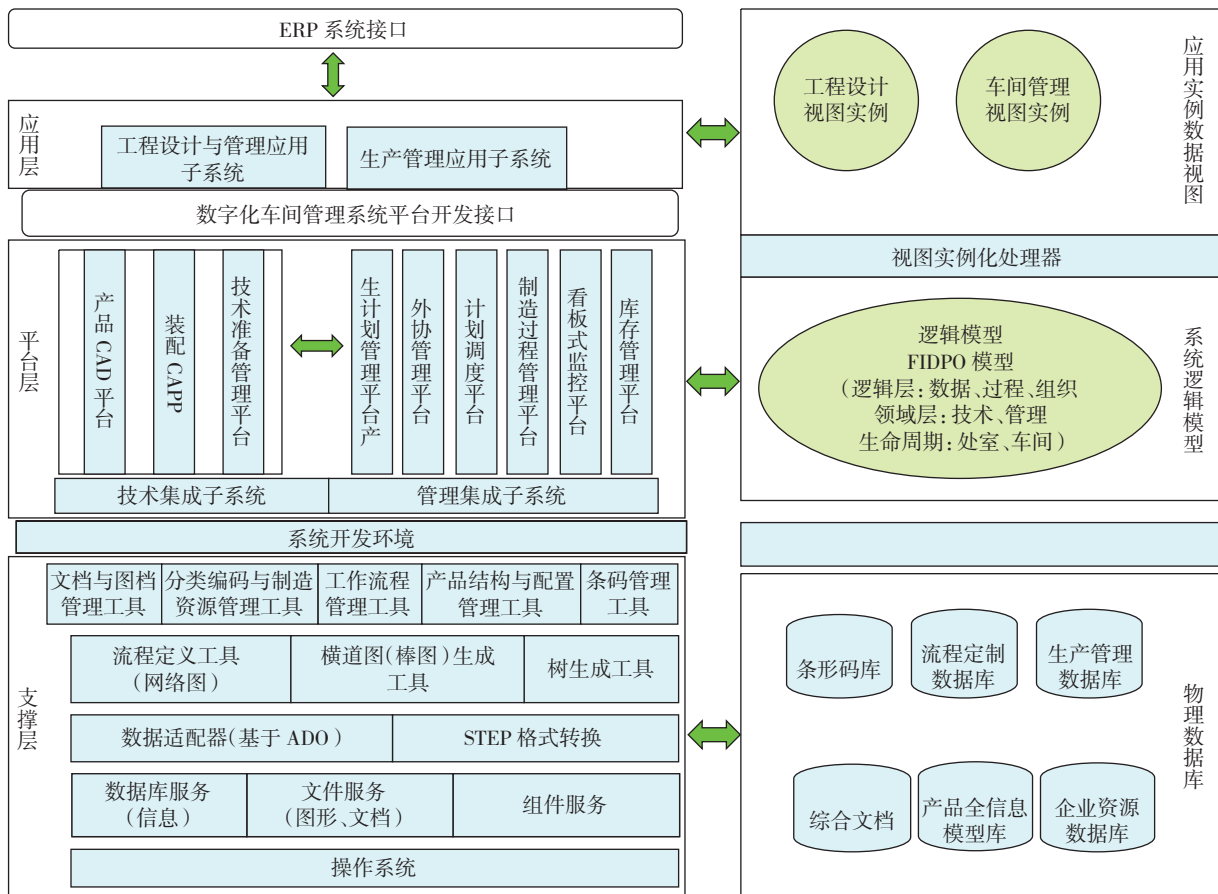 ERP 系统接口
应用层
工程设计与管理应用
子系统
生产管理应用子系统
数字化车间管理系统平台开发接口
平台层
产品 CAD 平台
装配 CAPP
技术准备管理平台
生计划管理平台产
外协管理平台
计划调度平台
制造过程管理平台
看板式监控平台
库存管理平台
技术集成子系统
管理集成子系统
系统开发环境
支撑层
文档与图档
管理工具
分类编码与制造
资源管理工具
工作流程
管理工具
产品结构与配置
管理工具
条码管理
工具
流程定义工具
(网络图)
横道图(棒图)生成
工具
树生成工具
数据适配器(基于 ADO)
STEP 格式转换
数据库服务
(信息)
文件服务
(图形、文档)
组件服务
操作系统
工程设计
视图实例
车间管理
视图实例
应用实例数据视图
视图实例化处理器
逻辑模型
FIDPO 模型
(逻辑层:数据、过程、组织
领域层:技术、管理
生命周期:处室、车间)
系统逻辑模型
条形码库
流程定制
数据库
生产管理
数据库
综合文档
产品全信息
模型库
企业资源
数据库
物理数据库